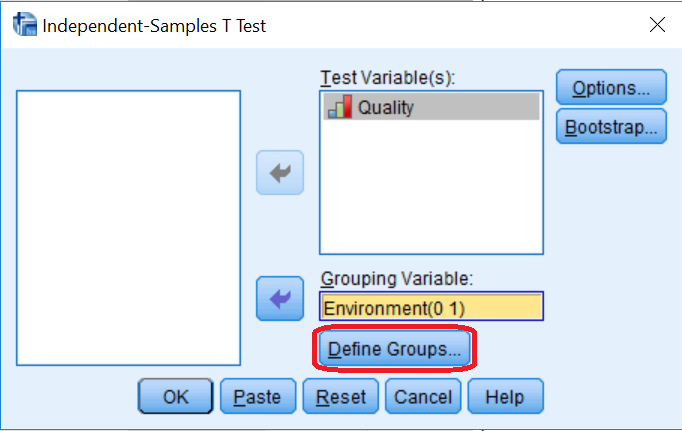 Independent-Samples T Test
Test Variable(s):
Quality
Options...
Bootstrap...
Grouping Variable:
Environment(0 1)
Define Groups...
OK Paste Reset Cancel Help